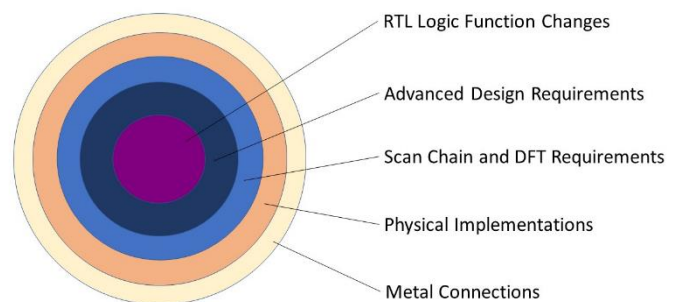 RTL Logic Function Changes
Advanced Design Requirements
Scan Chain and DFT Requirements
Physical Implementations
Metal Connections